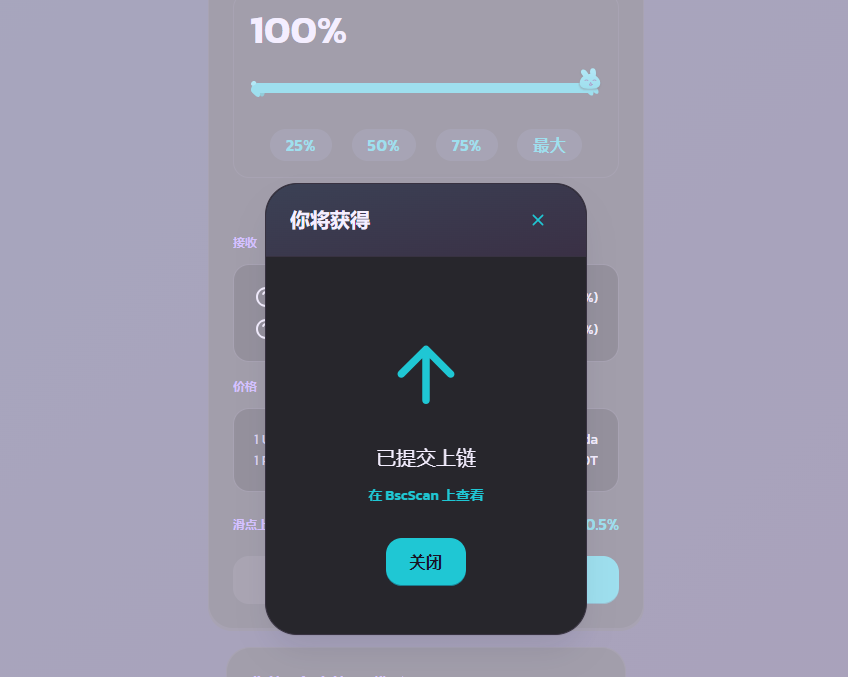 100%
25% 50% 75% 最大
你将获得
接收
%)
%)
价格
1
da
1
OT
滑点
0.5%
已提交上链
在 BscScan 上查看
关闭